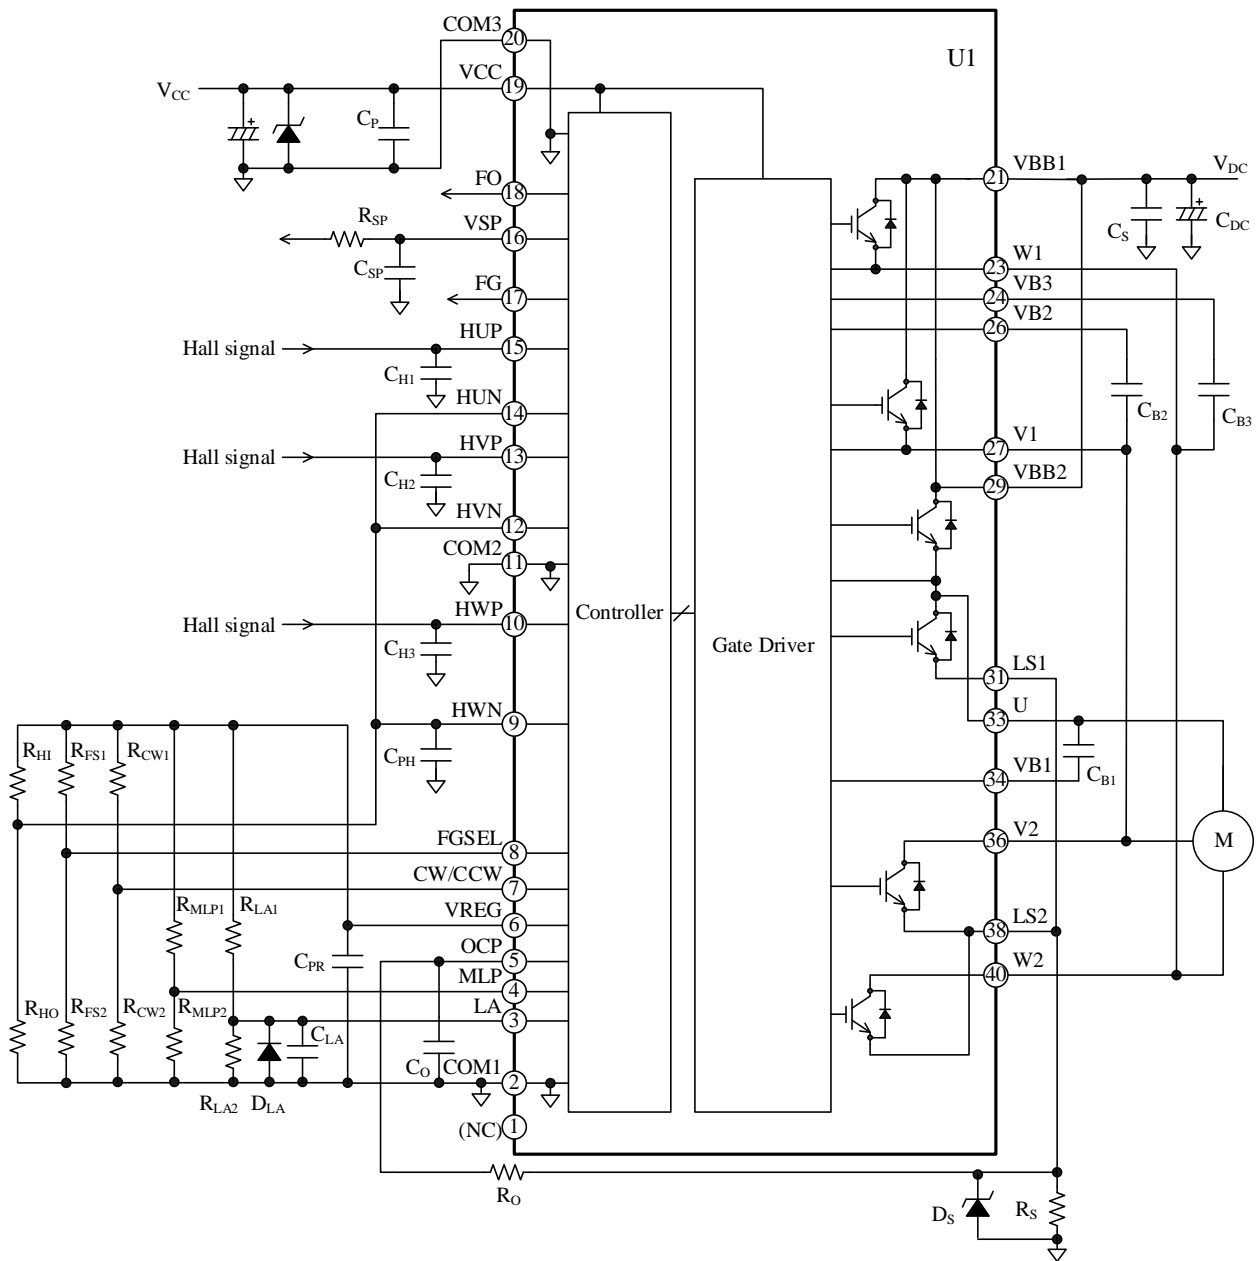 COM3
20
U1
VCC
19
VCC
CP
FO
18
RSP
VSP
16
CSP
FG
17
HUP
Hall signal
15
CH1
HUN
14
HVP
Hall signal
13
CH2
HVN
12
COM2
11
HWP
Hall signal
10
CH3
HWN
9
CPH
Controller
Gate Driver
VBB1
VDC
21
CS
CDC
W1
23
VB3
24
VB2
26
CB2
CB3
V1
27
VBB2
29
LS1
31
U
33
VB1
34
CB1
V2
36
M
LS2
38
W2
40
RHI
RFS1
RCW1
FGSEL
8
CW/CCW
7
RMLP1
RLA1
VREG
6
OCP
5
CPR
MLP
4
LA
3
RHO
RFS2
RCW2
RMLP2
CLA
CO
COM1
2
RLA2
DLA
(NC)
1
RO
DS
RS